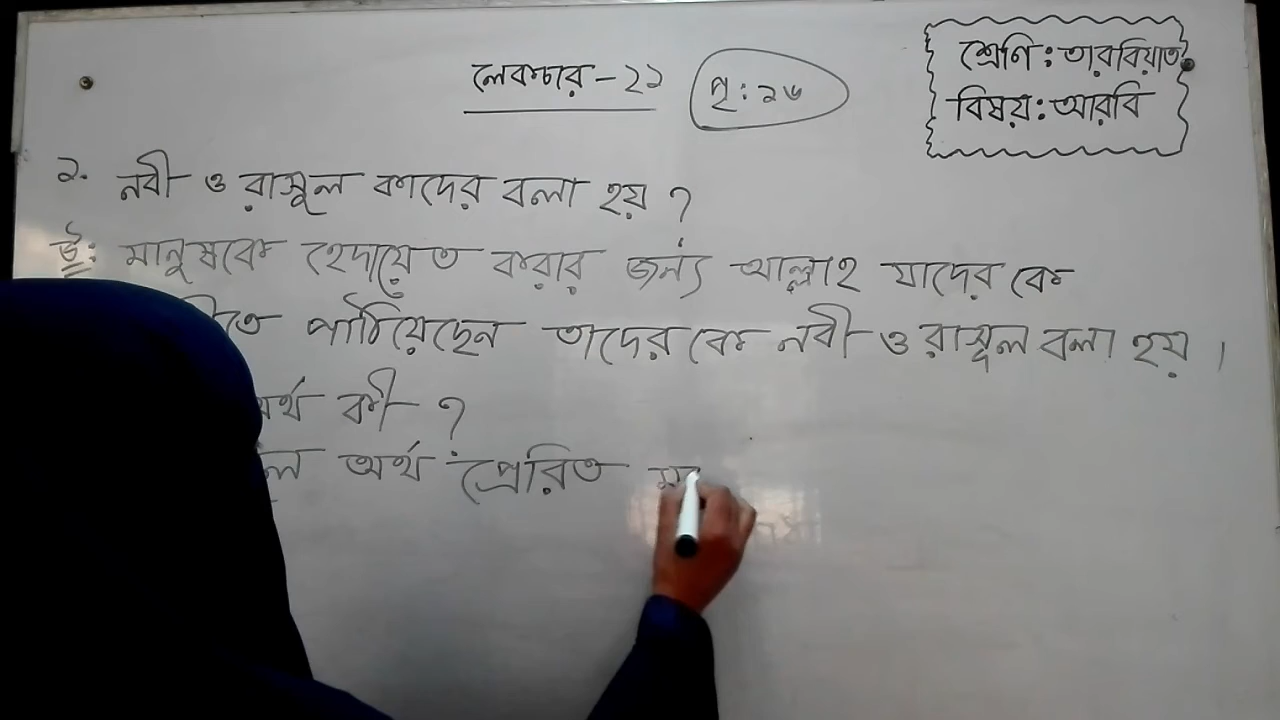 লেকচার - ২১
পৃ : ২৬
শ্রেণি : তারবিয়াত
বিষয় : আরবি
২. নবী ও রাসূল কাদের বলা হয় ?
উ: মানুষকে হেদায়েত করার জন্য আল্লাহ যাদের কে
তে পাঠিয়েছেন তাদের কে নবী ও রাসূল বলা হয় ।
অর্থ কী ?
অর্থ প্রেরিত